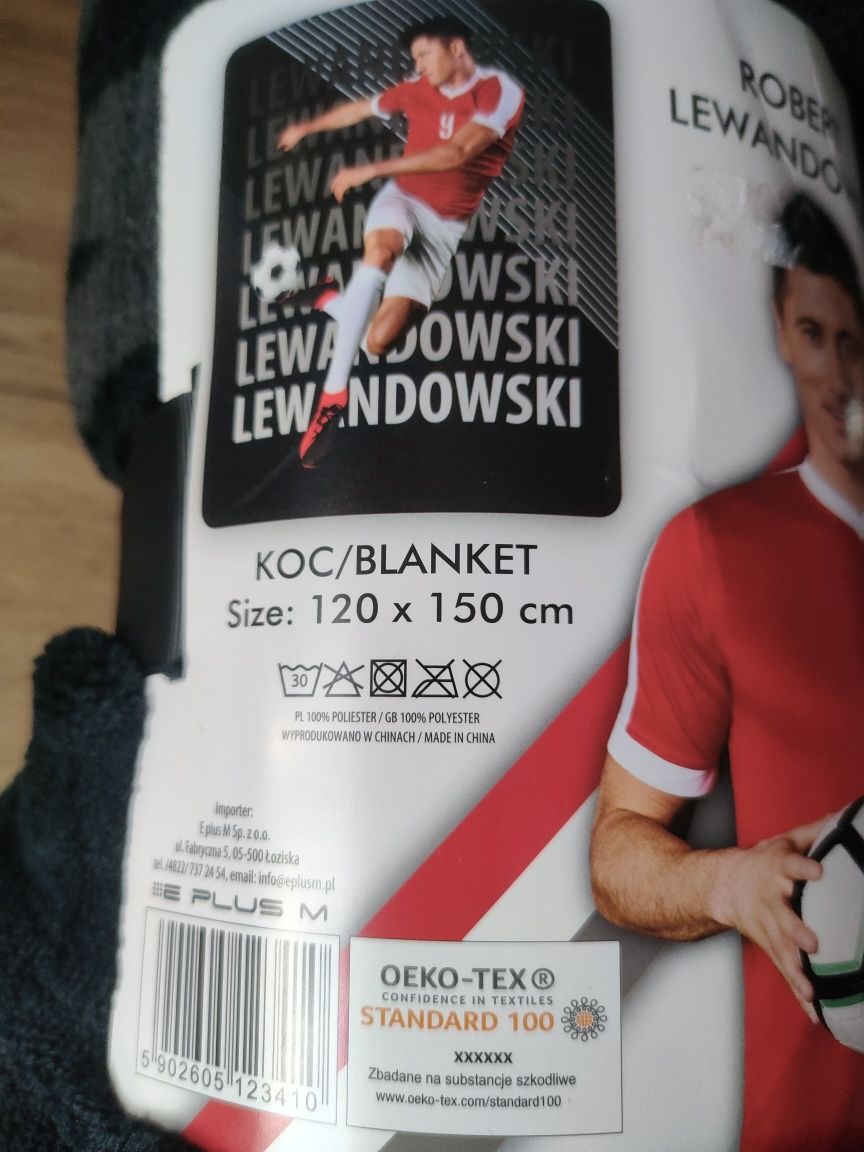 LEWANDOWSKI
LEWANDOWSKI
LEWANDOWSKI
LEWANDOWSKI
LEWANDOWSKI
LEWANDOWSKI
LEWANDOWSKI
9
ROBER
LEWANDO
KOC/BLANKET
Size: 120 x 150 cm
30
PL 100% POLIESTER / GB 100% POLYESTER
WYPRODUKOWANO W CHINACH / MADE IN CHINA
Importer:
E plus M Sp. z o.o.
ul. Fabryczna 5, 05-500 Łoziska
tel. /4822/ 737 24 54, email: info@eplusm.pl
E PLUS M
5 902605 123410
OEKO-TEX®
CONFIDENCE IN TEXTILES
STANDARD 100
XXXXXX
Zbadane na substancje szkodliwe
www.oeko-tex.com/standard100